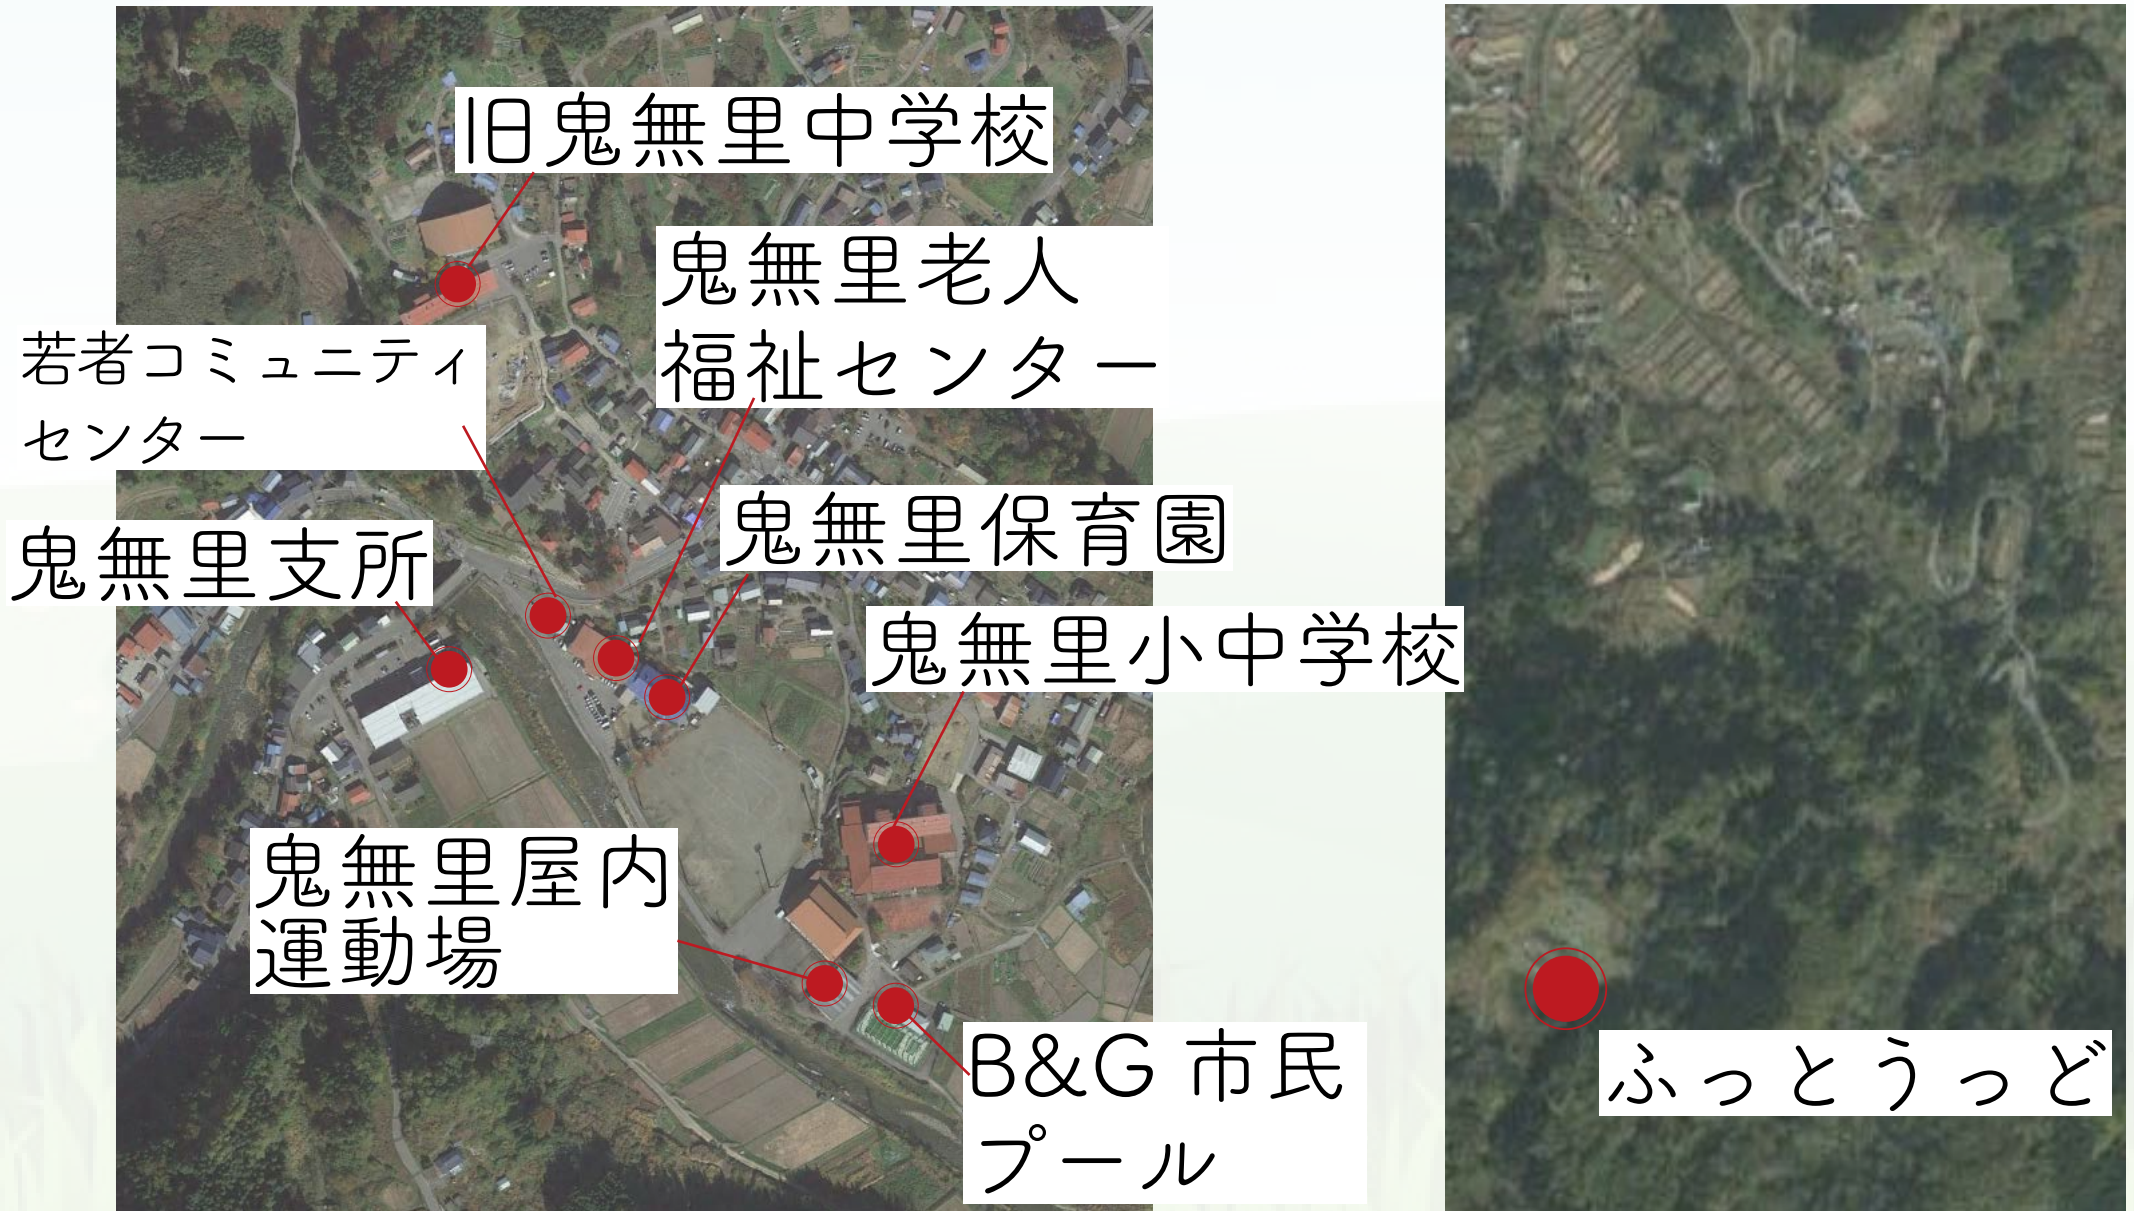 旧鬼無里中学校
鬼無里老人
福祉センター
若者コミュニティ
センター
鬼無里保育園
鬼無里支所
鬼無里小中学校
鬼無里屋内
運動場
B&G 市民
プール
ふっとうっど